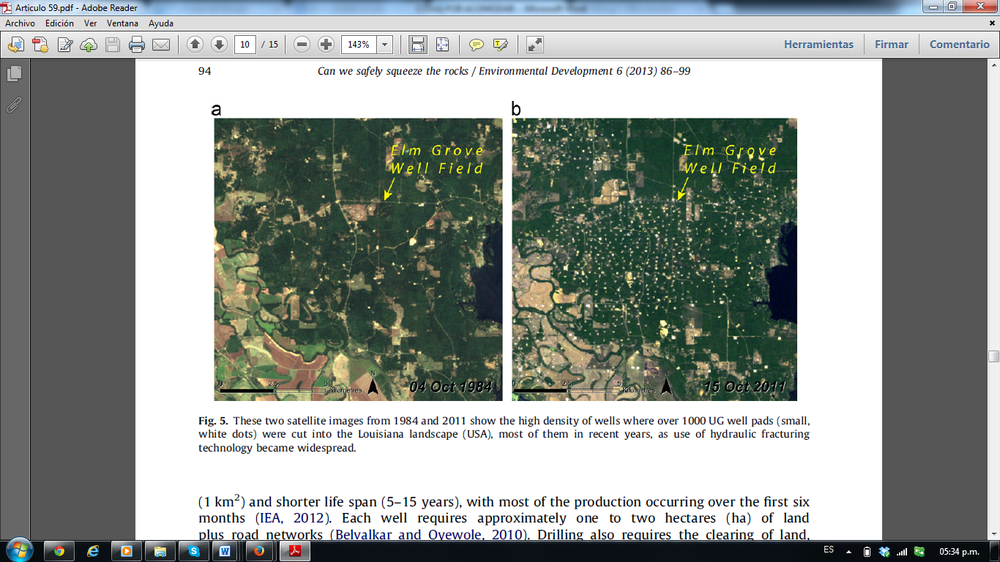 Articulo 59.pdf - Adobe Reader
Archivo Edición Ver Ventana Ayuda
10 / 15 143% Herramientas Firmar Comentario
94 Can we safely squeeze the rocks / Environmental Development 6 (2013) 86–99
a b
Elm Grove
Well Field
Elm Grove
Well Field
N
0 2.5 5 Kilometres
04 Oct 1984
N
0 2.5 5 Kilometres
15 Oct 2011
Fig. 5. These two satellite images from 1984 and 2011 show the high density of wells where over 1000 UG well pads (small,
white dots) were cut into the Louisiana landscape (USA), most of them in recent years, as use of hydraulic fracturing
technology became widespread.
(1 km²) and shorter life span (5–15 years), with most of the production occurring over the first six
months (IEA, 2012). Each well requires approximately one to two hectares (ha) of land
plus road networks (Belvalkar and Oyewole, 2010). Drilling also requires the clearing of land,
ES 05:34 p.m.